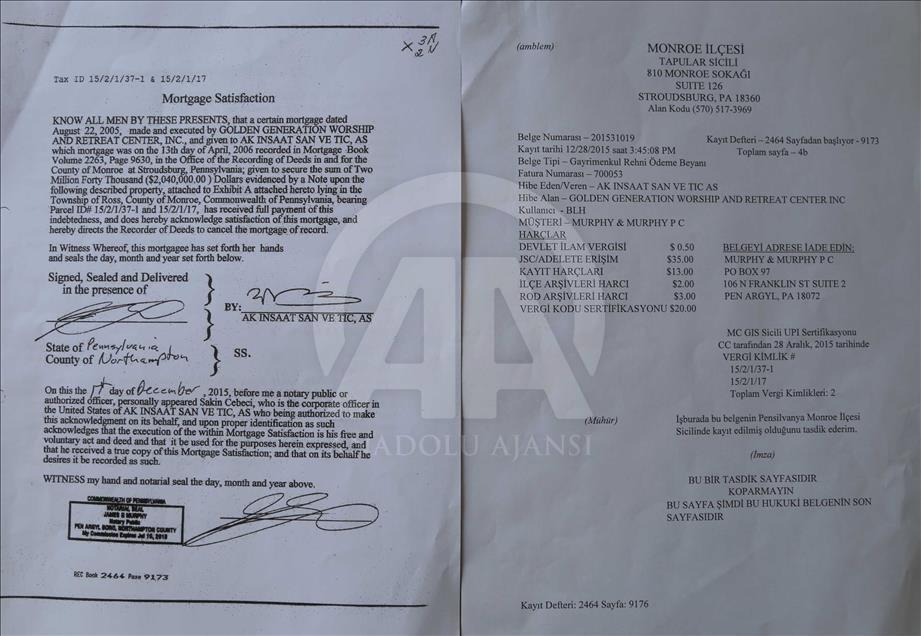 x 3A
2N
Tax ID 15/2/1/37-1 & 15/2/1/17
Mortgage Satisfaction
KNOW ALL MEN BY THESE PRESENTS, that a certain mortgage dated
August 22, 2005, made and executed by GOLDEN GENERATION WORSHIP
AND RETREAT CENTER, INC., and given to AK INSAAT SAN VE TIC, AS
which mortgage was on the 13th day of April, 2006 recorded in Mortgage Book
Volume 2263, Page 9630, in the Office of the Recording of Deeds in and for the
County of Monroe at Stroudsburg, Pennsylvania; given to secure the sum of Two
Million Forty Thousand ($2,040,000.00 ) Dollars evidenced by a Note upon the
following described property, attached to Exhibit A attached hereto lying in the
Township of Ross, County of Monroe, Commonwealth of Pennsylvania, bearing
Parcel ID# 15/2/1/37-1 and 15/2/1/17, has received full payment of this
indebtedness, and does hereby acknowledge satisfaction of this mortgage, and
hereby directs the Recorder of Deeds to cancel the mortgage of record.
In Witness Whereof, this mortgagee has set forth her hands
and seals the day, month and year set forth below.
Signed, Sealed and Delivered
in the presence of
BY:
AK INSAAT SAN VE TIC, AS
State of Pennsylvania
County of Northampton
SS.
On this the 17th day of December, 2015, before me a notary public or
authorized officer, personally appeared Sakin Cebeci, who is the corporate officer in
the United States of AK INSAAT SAN VE TIC, AS who being authorized to make
this acknowledgment on its behalf, and upon proper identification as such
acknowledges that the execution of the within Mortgage Satisfaction is his free and
voluntary act and deed and that it be used for the purposes herein expressed, and
that he received a true copy of this Mortgage Satisfaction; and that on its behalf he
desires it be recorded as such.
WITNESS my hand and notarial seal the day, month and year above.
COMMONWEALTH OF PENNSYLVANIA
NOTARIAL SEAL
JAMES B MURPHY
Notary Public
PEN ARGYL BORO, NORTHAMPTON COUNTY
My Commission Expires Jul 10, 2018
REC Book 2464 Page 9173
(amblem)
MONROE İLÇESİ
TAPULAR SİCİLİ
810 MONROE SOKAĞI
SUITE 126
STROUDSBURG, PA 18360
Alan Kodu (570) 517-3969
Belge Numarası – 201531019
Kayıt tarihi 12/28/2015 saat 3:45:08 PM
Belge Tipi – Gayrimenkul Rehni Ödeme Beyanı
Fatura Numarası – 700053
Kayıt Defteri – 2464 Sayfadan başlıyor - 9173
Toplam sayfa – 4b
Hibe Eden/Veren – AK INSAAT SAN VE TIC AS
Hibe Alan – GOLDEN GENERATION WORSHIP AND RETREAT CENTER INC
Kullanıcı - BLH
MÜŞTERİ – MURPHY & MURPHY P C
HARÇLAR
DEVLET İLAM VERGİSİ $ 0.50
JSC/ADELETE ERİŞİM $35.00
KAYIT HARÇLARI $13.00
İLÇE ARŞİVLERİ HARCI $2.00
ROD ARŞİVLERİ HARCI $3.00
VERGİ KODU SERTİFİKASYONU $20.00
BELGEYİ ADRESE İADE EDİN:
MURPHY & MURPHY P C
PO BOX 97
106 N FRANKLIN ST SUITE 2
PEN ARGYL, PA 18072
MC GIS Sicili UPI Sertifikasyonu
CC tarafından 28 Aralık, 2015 tarihinde
VERGİ KİMLİK #
15/2/1/37-1
15/2/1/17
Toplam Vergi Kimlikleri: 2
(Mühür)
İşburada bu belgenin Pensilvanya Monroe İlçesi
Sicilinde kayıt edilmiş olduğunu tasdik ederim.
(İmza)
BU BİR TASDİK SAYFASIDIR
KOPARMAYIN
BU SAYFA ŞİMDİ BU HUKUKİ BELGENİN SON
SAYFASIDIR
Kayıt Defteri: 2464 Sayfa: 9176
AA
ANADOLU AJANSI